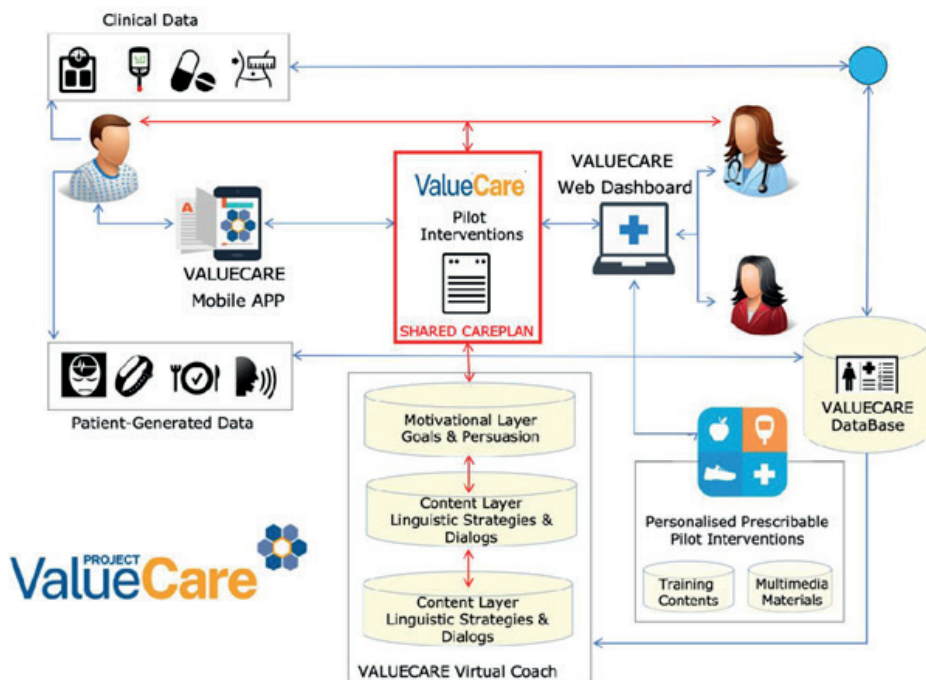 Clinical Data
ValueCare
Pilot
Interventions
SHARED CAREPLAN
VALUECARE
Web Dashboard
A
VALUECARE
Mobile APP
Patient-Generated Data
VALUECARE
DataBase
Motivational Layer
Goals & Persuasion
Content Layer
Linguistic Strategies &
Dialogs
Content Layer
Linguistic Strategies &
Dialogs
VALUECARE Virtual Coach
Personalised Prescribable
Pilot Interventions
Training
Contents
Multimedia
Materials
PROJECT
ValueCare